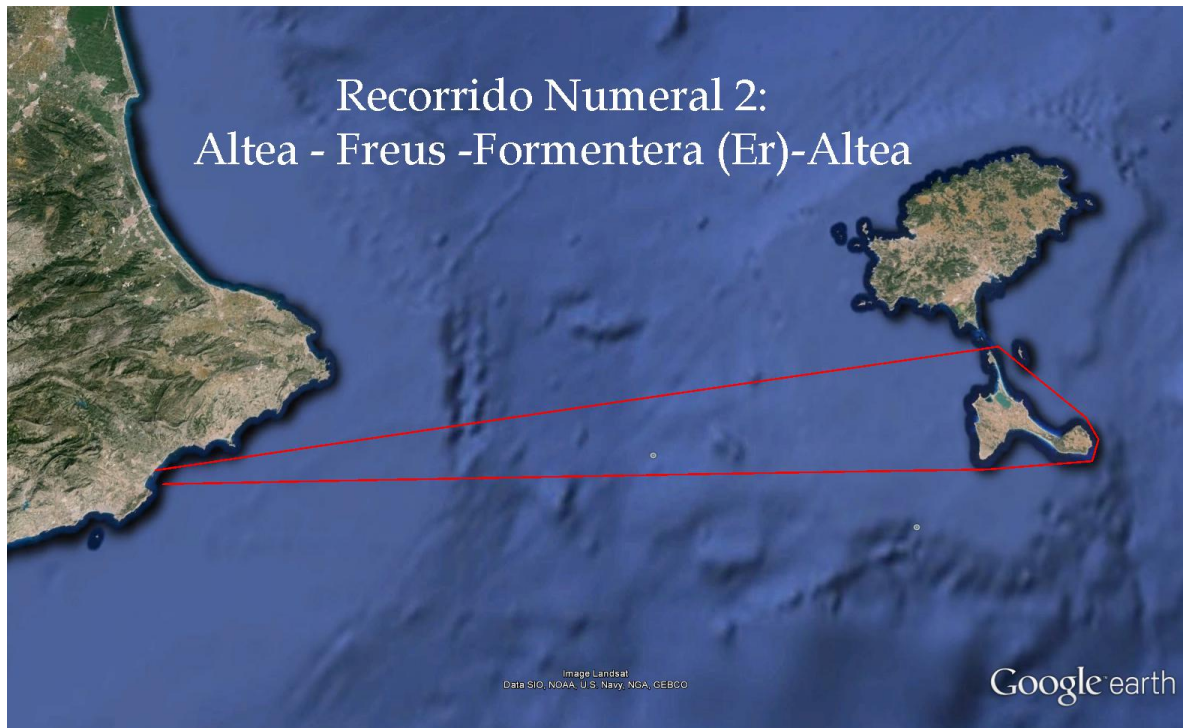 Recorrido Numeral 2:
Altea - Freus -Formentera (Er)-Altea
Image Landsat
Data SIO, NOAA, U.S. Navy, NGA, GEBCO
Google earth